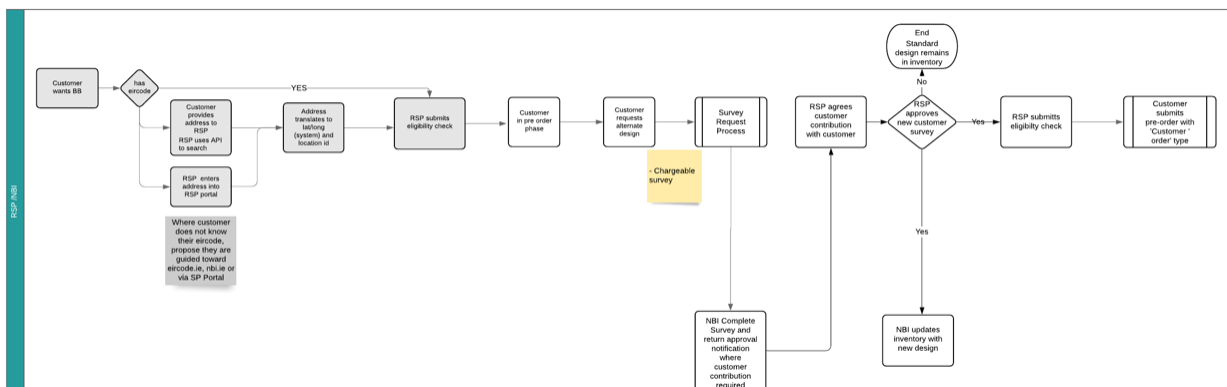 RSP /NBI
Customer
wants BB
has
eircode
YES
Customer
provides
address to
RSP
RSP uses API
to search
RSP enters
address into
RSP portal
Where customer
does not know
their eircode,
propose they are
guided toward
eircode.ie, nbi.ie or
via SP Portal
Address
translates to
lat/long
(system) and
location id
RSP submits
eligibility check
Customer
in pre order
phase
Customer
requests
alternate
design
Survey
Request
Process
- Chargeable
survey
NBI Complete
Survey and
return approval
notification
where
customer
contribution
required
RSP agrees
customer
contribution
with customer
End
Standard
design remains
in inventory
No
RSP
approves
new customer
survey
Yes
Yes
NBI updates
inventory with
new design
RSP submitts
eligibilty check
Customer
submits
pre-order with
'Customer '
order' type